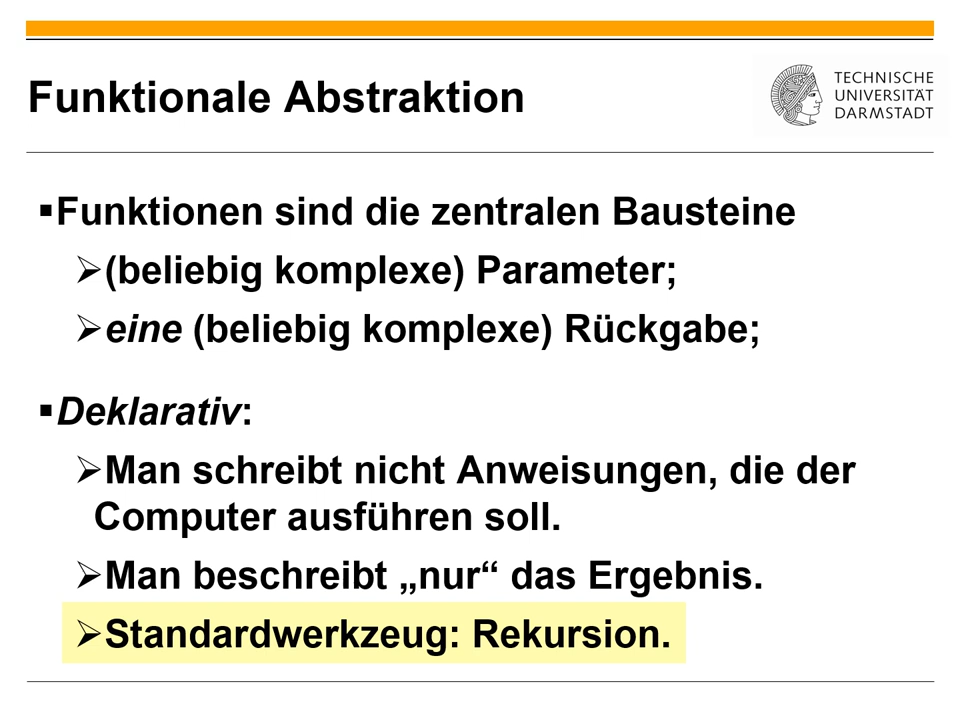 Funktionale Abstraktion
TECHNISCHE
UNIVERSITÄT
DARMSTADT
▪Funktionen sind die zentralen Bausteine
➢(beliebig komplexe) Parameter;
➢eine (beliebig komplexe) Rückgabe;
▪Deklarativ:
➢Man schreibt nicht Anweisungen, die der
Computer ausführen soll.
➢Man beschreibt „nur“ das Ergebnis.
➢Standardwerkzeug: Rekursion.